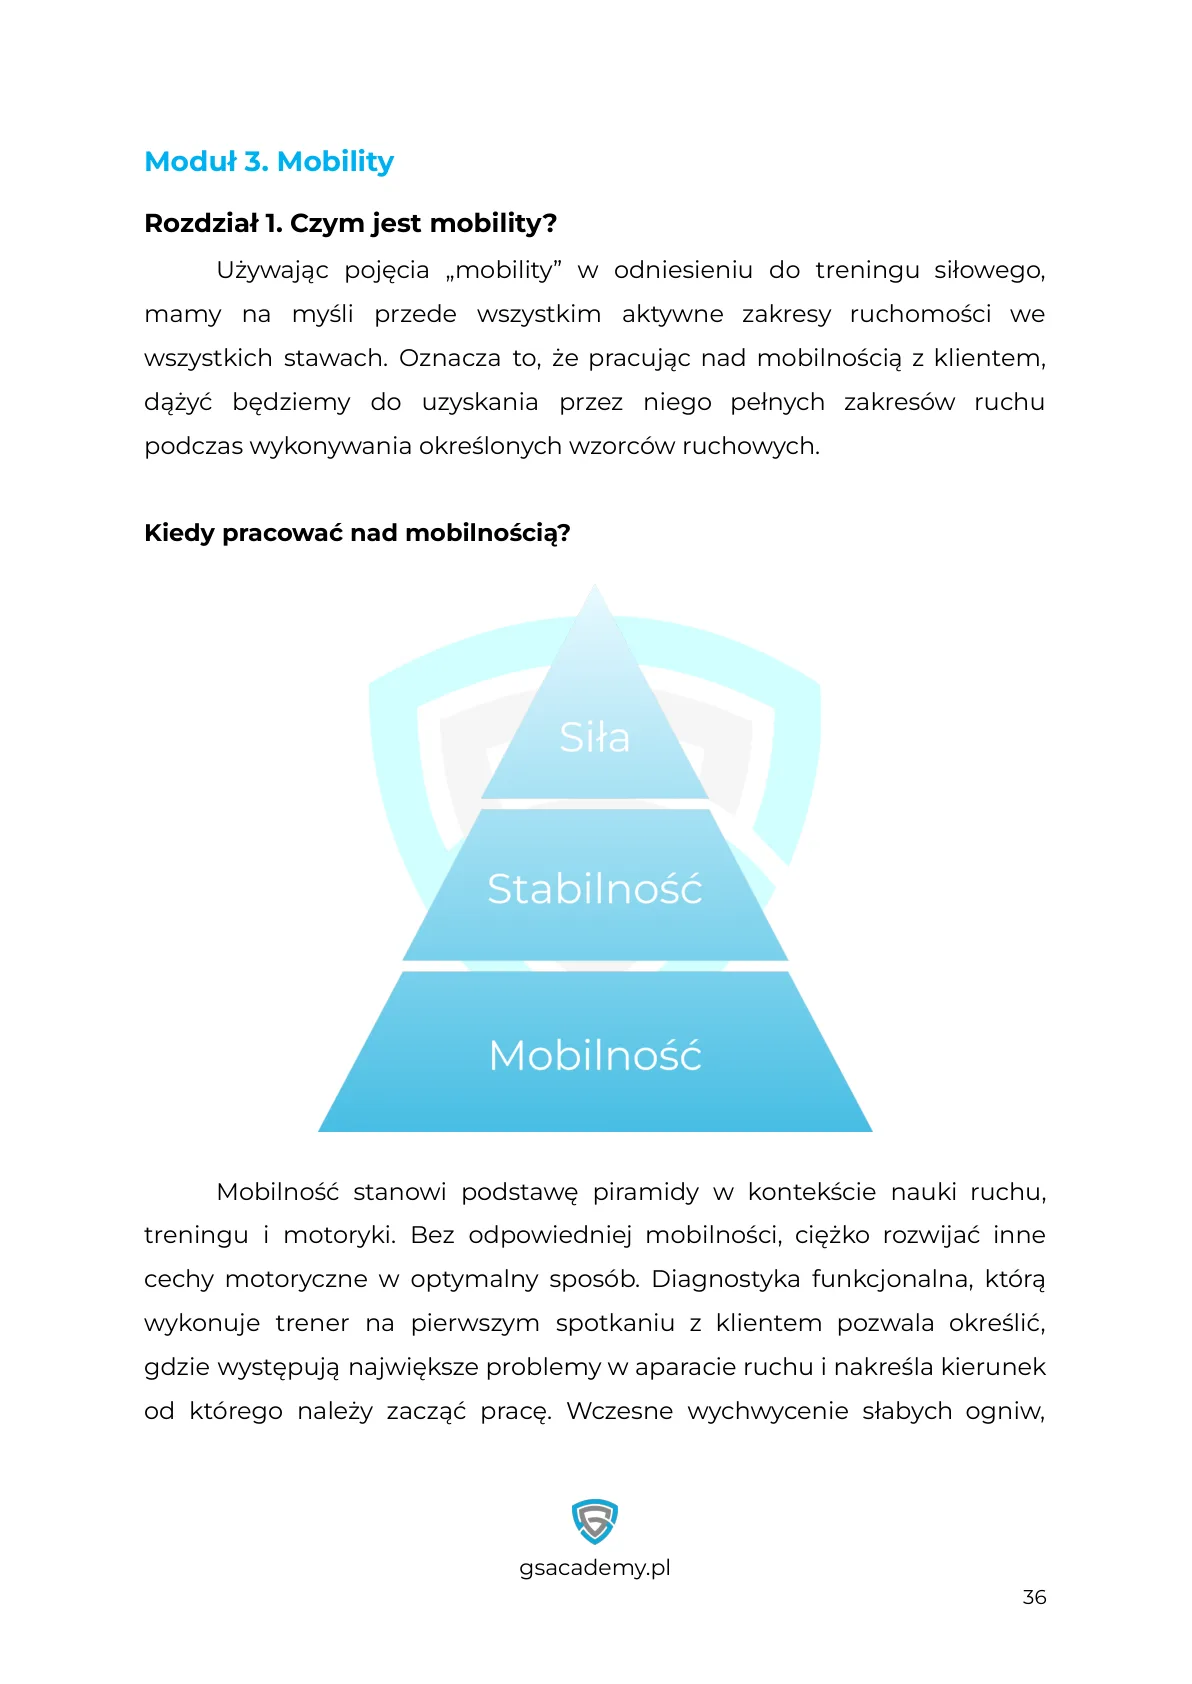 Moduł 3. Mobility
Rozdział 1. Czym jest mobility?
Używając pojęcia „mobility” w odniesieniu do treningu siłowego,
mamy na myśli przede wszystkim aktywne zakresy ruchomości we
wszystkich stawach. Oznacza to, że pracując nad mobilnością z klientem,
dążyć będziemy do uzyskania przez niego pełnych zakresów ruchu
podczas wykonywania określonych wzorców ruchowych.
Kiedy pracować nad mobilnością?
Siła
Stabilność
Mobilność
Mobilność stanowi podstawę piramidy w kontekście nauki ruchu,
treningu i motoryki. Bez odpowiedniej mobilności, ciężko rozwijać inne
cechy motoryczne w optymalny sposób. Diagnostyka funkcjonalna, którą
wykonuje trener na pierwszym spotkaniu z klientem pozwala określić,
gdzie występują największe problemy w aparacie ruchu i nakreśla kierunek
od którego należy zacząć pracę. Wczesne wychwycenie słabych ogniw,
gsacademy.pl
36